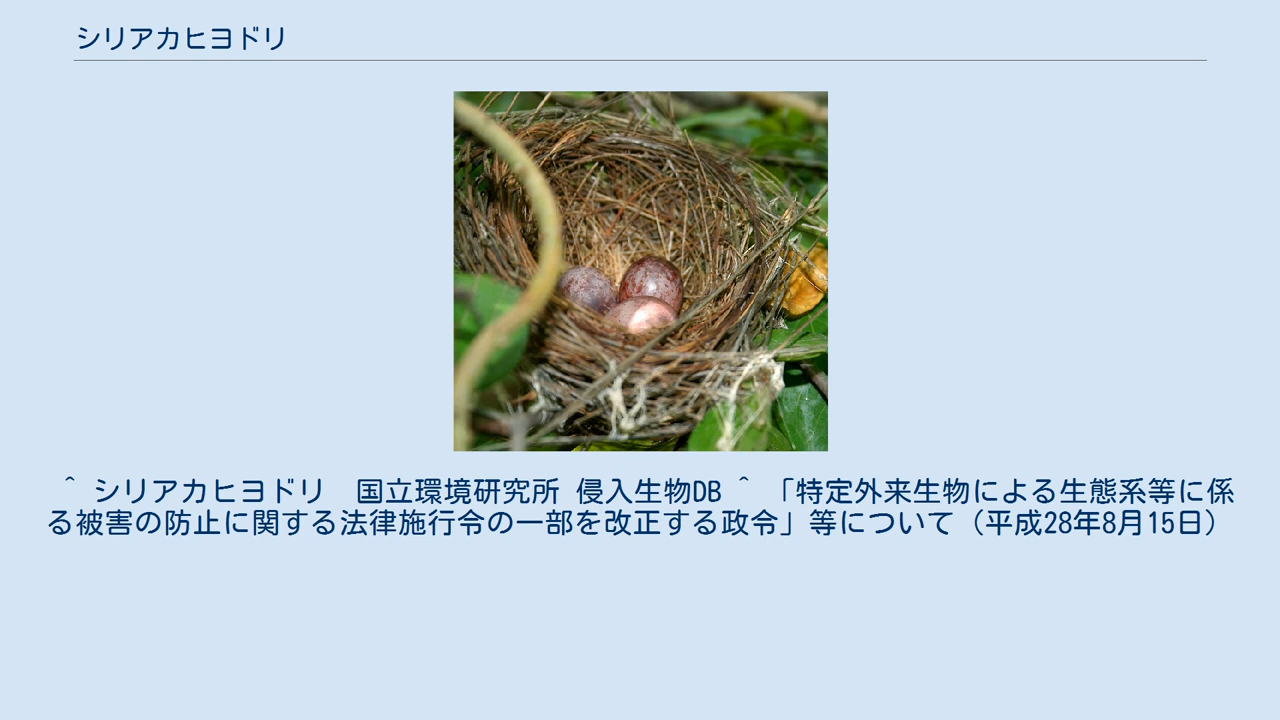 シリアカヒヨドリ
^ シリアカヒヨドリ　国立環境研究所 侵入生物DB ^ 「特定外来生物による生態系等に係
る被害の防止に関する法律施行令の一部を改正する政令」等について（平成28年8月15日）